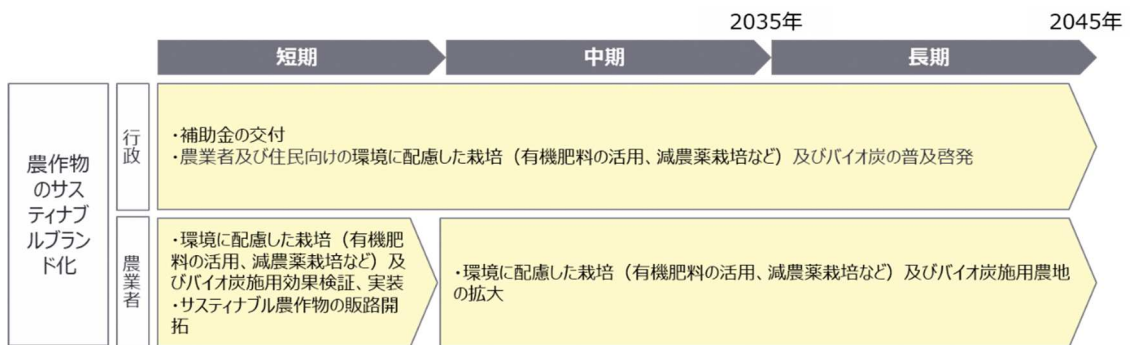 2035年
2045年
短期
中期
長期
農作物
のサス
ティナブ
ルブラン
ド化
行政
・補助金の交付
・農業者及び住民向けの環境に配慮した栽培（有機肥料の活用、減農薬栽培など）及びバイオ炭の普及啓発
農業者
・環境に配慮した栽培（有機肥
料の活用、減農薬栽培など）及
びバイオ炭施用効果検証、実装
・サスティナブル農作物の販路開
拓
・環境に配慮した栽培（有機肥料の活用、減農薬栽培など）及びバイオ炭施用農地
の拡大